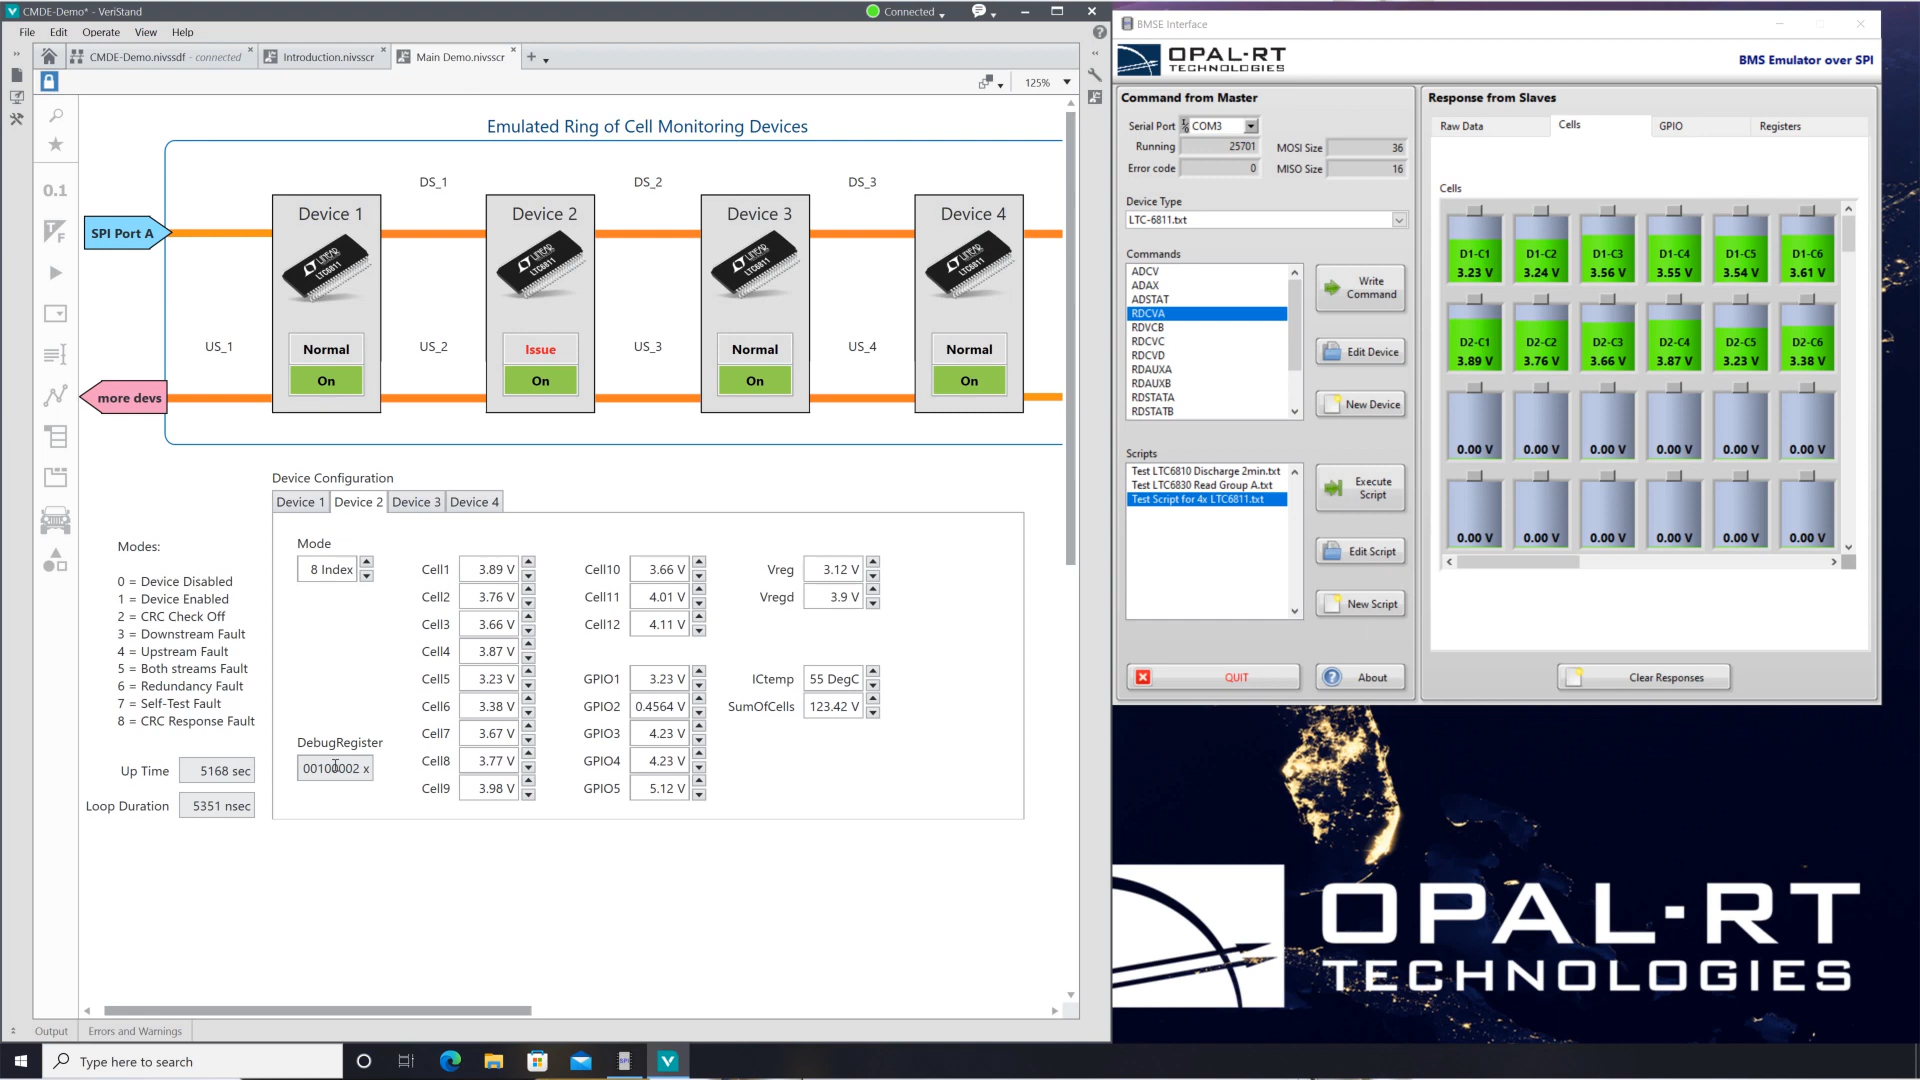 CMDE-Demo* - VeriStand
Connected
File Edit Operate View Help
CMDE-Demo.nivssdf - connected
Introduction.nivsscr
Main Demo.nivsscr
125%
Emulated Ring of Cell Monitoring Devices
DS_1 DS_2 DS_3
Device 1 Device 2 Device 3 Device 4
SPI Port A
LINEAR LTC6811
LINEAR LTC6811
LINEAR LTC6811
LINEAR LTC6811
US_1 US_2 US_3 US_4
Normal Issue Normal Normal
On On On On
more devs
Device Configuration
Device 1 Device 2 Device 3 Device 4
Modes:
0 = Device Disabled
1 = Device Enabled
2 = CRC Check Off
3 = Downstream Fault
4 = Upstream Fault
5 = Both streams Fault
6 = Redundancy Fault
7 = Self-Test Fault
8 = CRC Response Fault
Up Time 5168 sec
Loop Duration 5351 nsec
Mode
8 Index
DebugRegister
00100002 x
Cell1 3.89 V
Cell2 3.76 V
Cell3 3.66 V
Cell4 3.87 V
Cell5 3.23 V
Cell6 3.38 V
Cell7 3.67 V
Cell8 3.77 V
Cell9 3.98 V
Cell10 3.66 V
Cell11 4.01 V
Cell12 4.11 V
GPIO1 3.23 V
GPIO2 0.4564 V
GPIO3 4.23 V
GPIO4 4.23 V
GPIO5 5.12 V
Vreg 3.12 V
Vregd 3.9 V
ICtemp 55 DegC
SumOfCells 123.42 V
0.1
T F
Output Errors and Warnings
Type here to search
SPI
BMSE Interface
OPAL-RT
TECHNOLOGIES
BMS Emulator over SPI
Command from Master
Serial Port COM3
Running 25701 MOSI Size 36
Error code 0 MISO Size 16
Device Type
LTC-6811.txt
Commands
ADCV
ADAX
ADSTAT
RDCVA
RDVCB
RDCVC
RDCVD
RDAUXA
RDAUXB
RDSTATA
RDSTATB
Write Command
Edit Device
New Device
Scripts
Test LTC6810 Discharge 2min.txt
Test LTC6830 Read Group A.txt
Test Script for 4x LTC6811.txt
Execute Script
Edit Script
New Script
QUIT
About
Response from Slaves
Raw Data Cells GPIO Registers
Cells
D1-C1 D1-C2 D1-C3 D1-C4 D1-C5 D1-C6
3.23 V 3.24 V 3.56 V 3.55 V 3.54 V 3.61 V
D2-C1 D2-C2 D2-C3 D2-C4 D2-C5 D2-C6
3.89 V 3.76 V 3.66 V 3.87 V 3.23 V 3.38 V
0.00 V 0.00 V 0.00 V 0.00 V 0.00 V 0.00 V
0.00 V 0.00 V 0.00 V 0.00 V 0.00 V 0.00 V
Clear Responses
OPAL-RT
TECHNOLOGIES